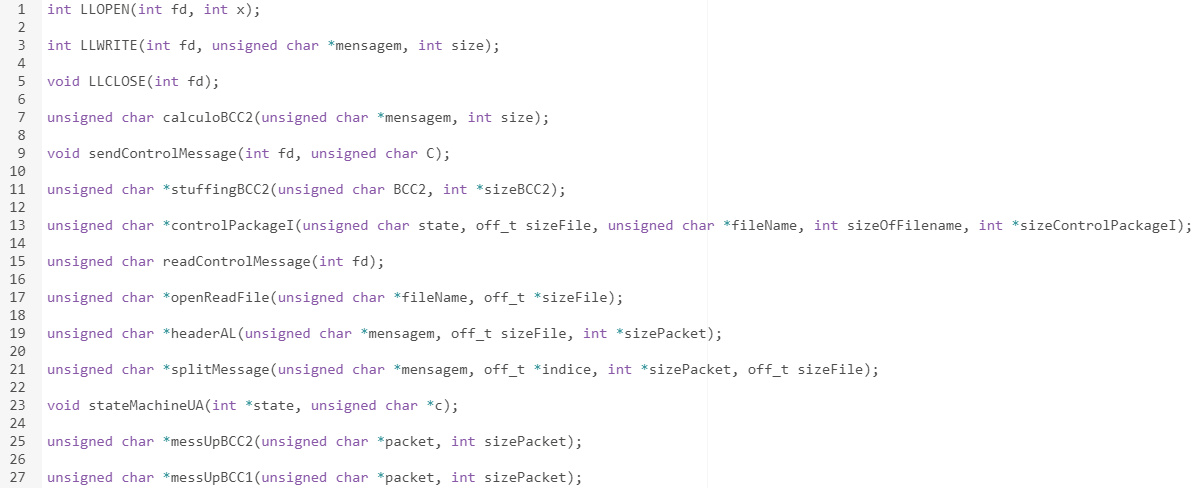 1 int LLOPEN(int fd, int x);
2
3 int LLWRITE(int fd, unsigned char *mensagem, int size);
4
5 void LLCLOSE(int fd);
6
7 unsigned char calculoBCC2(unsigned char *mensagem, int size);
8
9 void sendControlMessage(int fd, unsigned char C);
10
11 unsigned char *stuffingBCC2(unsigned char BCC2, int *sizeBCC2);
12
13 unsigned char *controlPackageI(unsigned char state, off_t sizeFile, unsigned char *fileName, int sizeOfFilename, int *sizeControlPackageI);
14
15 unsigned char readControlMessage(int fd);
16
17 unsigned char *openReadFile(unsigned char *fileName, off_t *sizeFile);
18
19 unsigned char *headerAL(unsigned char *mensagem, off_t sizeFile, int *sizePacket);
20
21 unsigned char *splitMessage(unsigned char *mensagem, off_t *indice, int *sizePacket, off_t sizeFile);
22
23 void stateMachineUA(int *state, unsigned char *c);
24
25 unsigned char *messUpBCC2(unsigned char *packet, int sizePacket);
26
27 unsigned char *messUpBCC1(unsigned char *packet, int sizePacket);